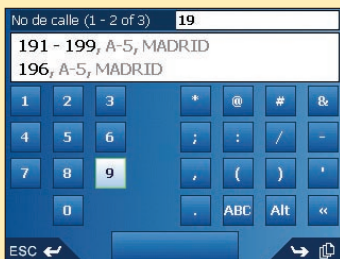 No de calle (1 - 2 of 3) 19
191 - 199, A-5, MADRID
196, A-5, MADRID
1 2 3 * @ # &
4 5 6 ; : / -
7 8 9 , ( ) '
0 . ABC Alt «
ESC